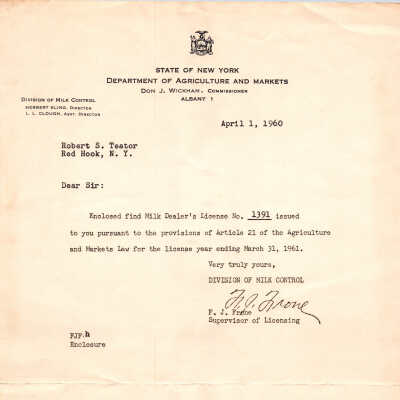 STATE OF NEW YORK
DEPARTMENT OF AGRICULTURE AND MARKETS
DON J. WICKHAM, COMMISSIONER
ALBANY 1
DIVISION OF MILK CONTROL
HERBERT KLING, DIRECTOR
L. L. CLOUGH, ASST. DIRECTOR
April 1, 1960
Robert S. Teator
Red Hook, N. Y.
Dear Sir:
Enclosed find Milk Dealer's License No. 1391 issued
to you pursuant to the provisions of Article 21 of the Agriculture
and Markets Law for the license year ending March 31, 1961.
Very truly yours,
DIVISION OF MILK CONTROL
F. J. Frone
F. J. Frone
Supervisor of Licensing
FJF.h
Enclosure